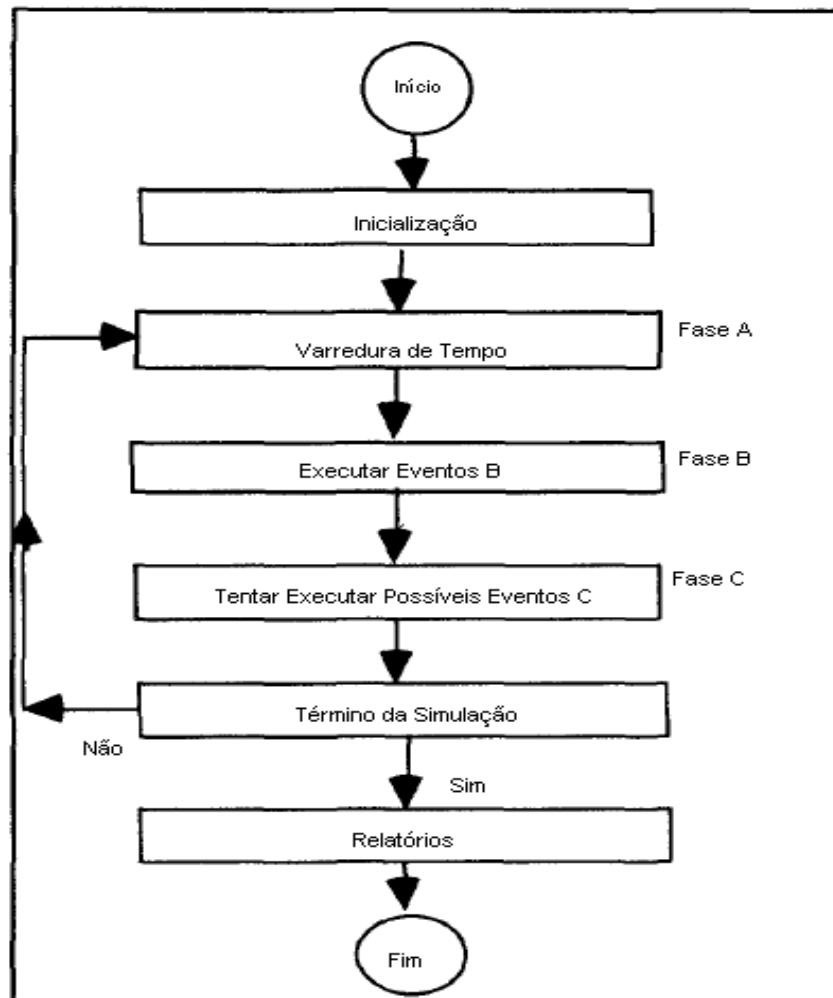 Início
Inicialização
Varredura de Tempo
Fase A
Executar Eventos B
Fase B
Tentar Executar Possíveis Eventos C
Fase C
Término da Simulação
Não
Sim
Relatórios
Fim